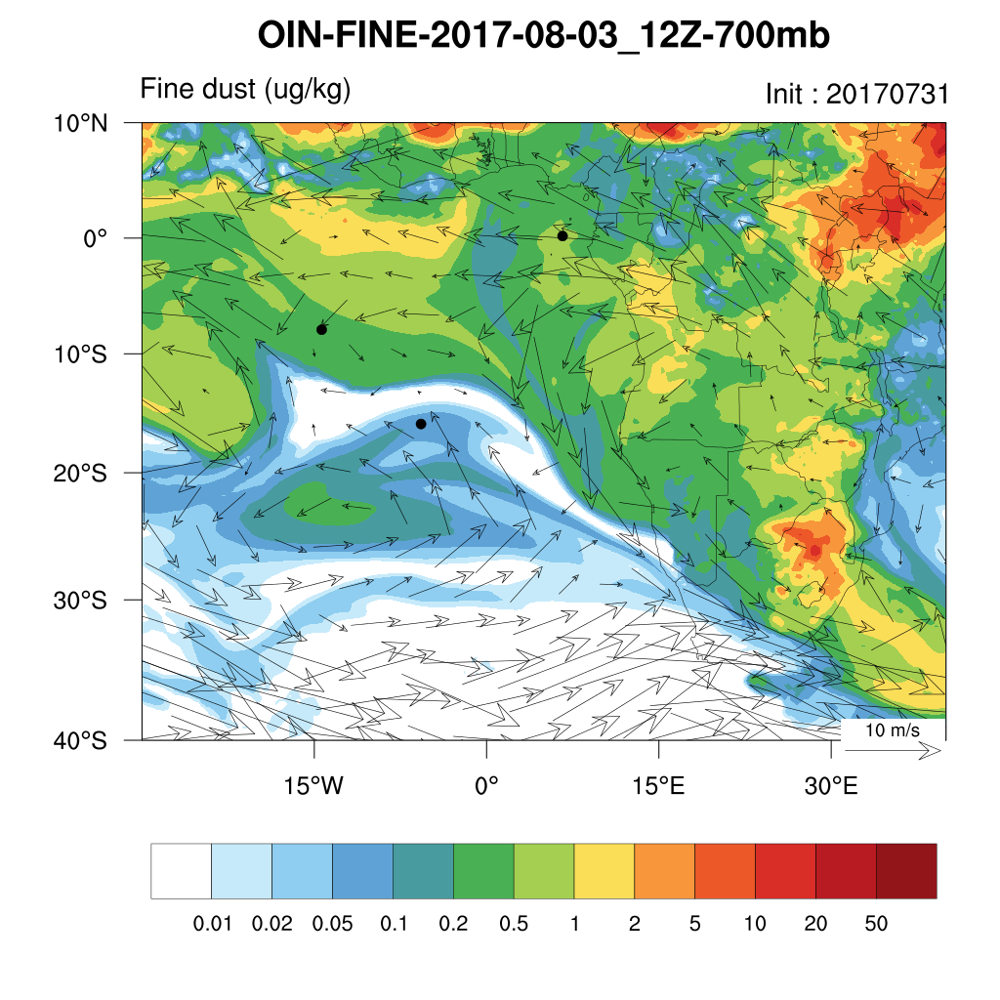 OIN-FINE-2017-08-03_12Z-700mb
Fine dust (ug/kg)
Init : 20170731
10°N
0°
10°S
20°S
30°S
40°S
10 m/s
15°W 0° 15°E 30°E
0.01 0.02 0.05 0.1 0.2 0.5 1 2 5 10 20 50